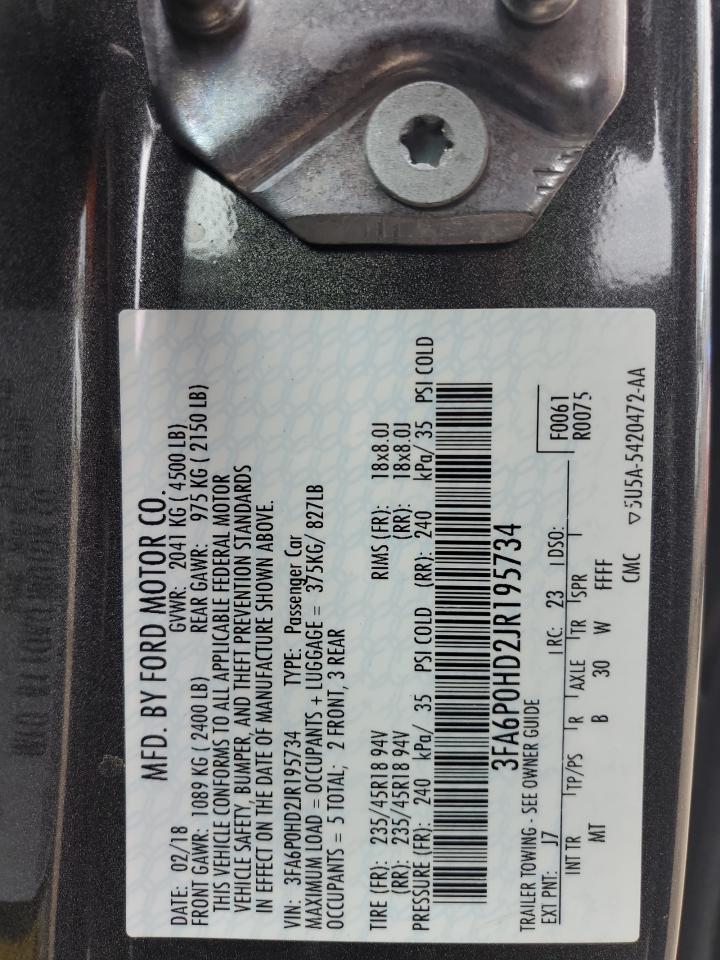 MFD. BY FORD MOTOR CO.
DATE: 02/18 GVWR: 2041 KG ( 4500 LB)
FRONT GAWR: 1089 KG ( 2400 LB) REAR GAWR: 975 KG ( 2150 LB)
THIS VEHICLE CONFORMS TO ALL APPLICABLE FEDERAL MOTOR
VEHICLE SAFETY, BUMPER, AND THEFT PREVENTION STANDARDS
IN EFFECT ON THE DATE OF MANUFACTURE SHOWN ABOVE.
VIN: 3FA6P0HD2JR195734 TYPE: Passenger Car
MAXIMUM LOAD = OCCUPANTS + LUGGAGE = 375KG/ 827LB
OCCUPANTS = 5 TOTAL; 2 FRONT, 3 REAR
TIRE (FR): 235/45R18 94V RIMS (FR): 18x8.0J
(RR): 235/45R18 94V (RR): 18x8.0J
PRESSURE (FR): 240 kPa/ 35 PSI COLD (RR): 240 kPa/ 35 PSI COLD
3FA6P0HD2JR195734
TRAILER TOWING - SEE OWNER GUIDE F0061
R0075
EXT PNT: J7 RC: 23 DSO:
INT TR TP/PS R AXLE TR SPR
MT B 30 W FFFF
CMC ▽5U5A-5420472-AA